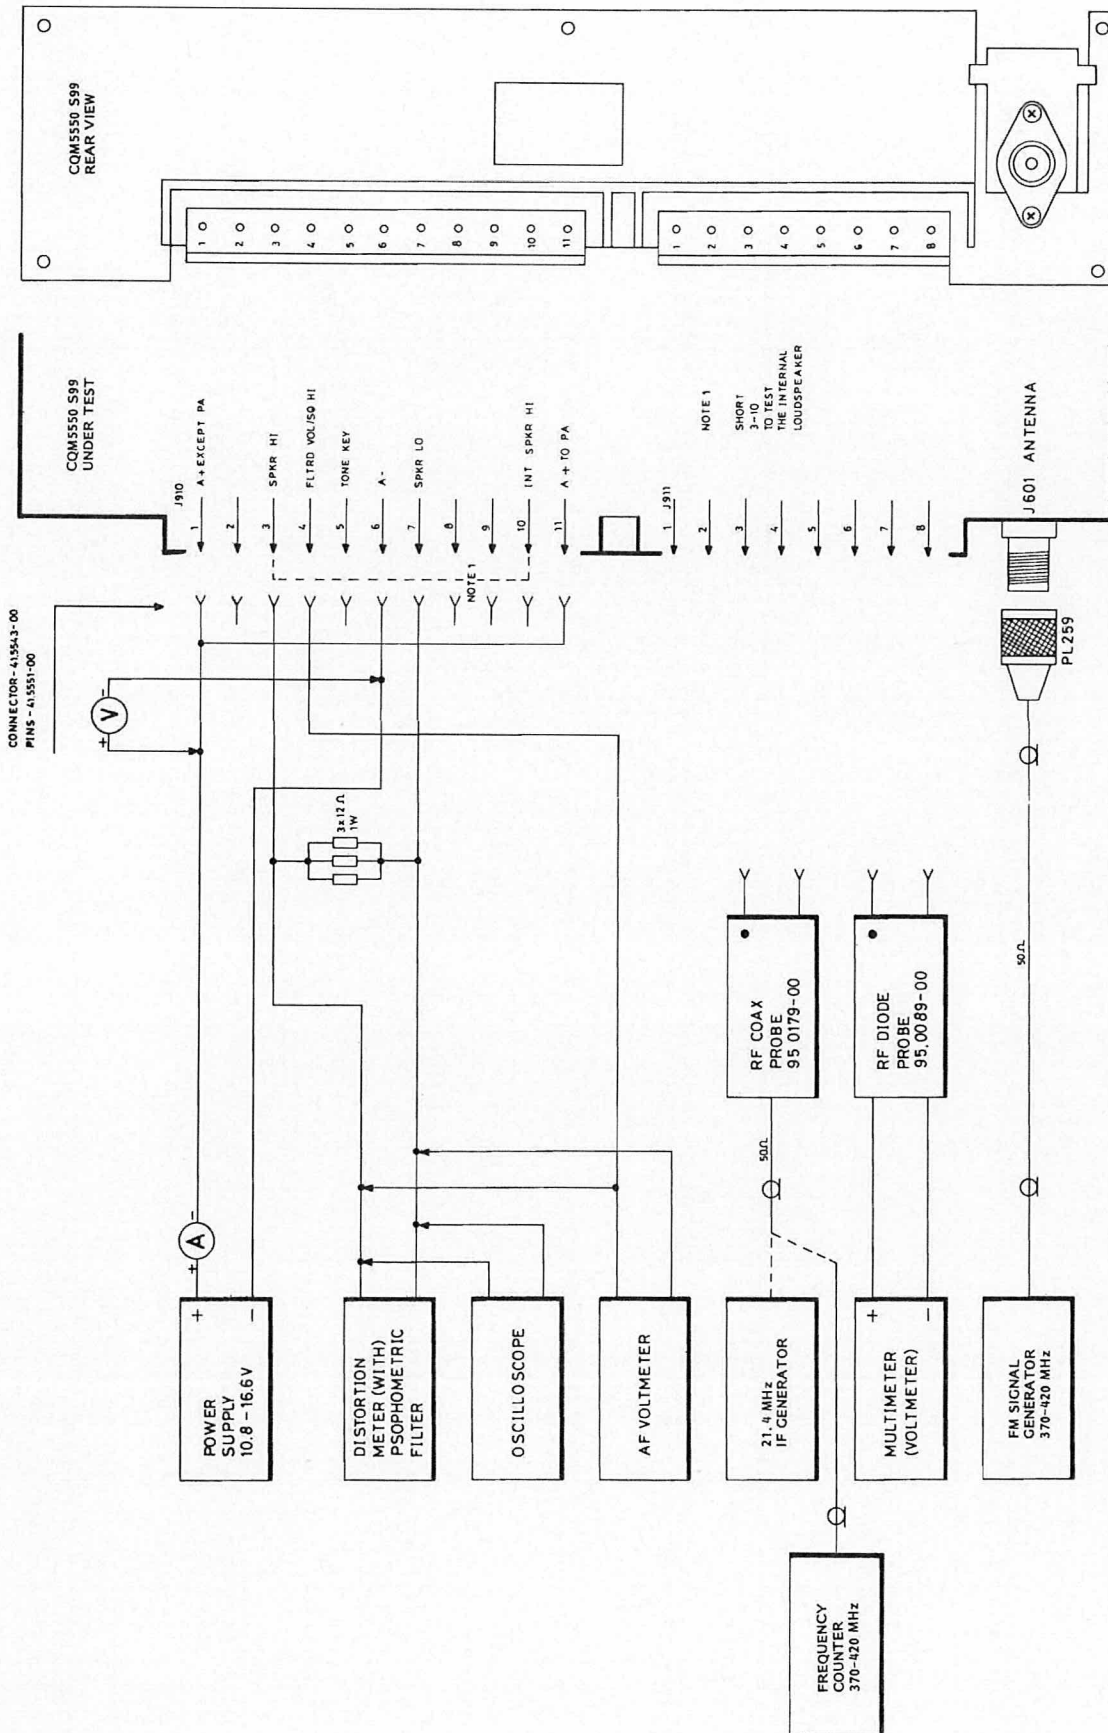 CQM5550 S99
REAR VIEW
1
2
3
4
5
6
7
8
9
10
11
1
2
3
4
5
6
7
8
CQM5550 S99
UNDER TEST
J910
1 A+EXCEPT PA
2
3 SPKR HI
4 FLTRD VOL/SQ HI
5 TONE KEY
6 A-
7 SPKR LO
8
9
10 INT SPKR HI
11 A + TO PA
NOTE 1
J911
1
2
3
4
5
6
7
8
NOTE 1
SHORT
3-10
TO TEST
THE INTERNAL
LOUDSPEAKER
J601 ANTENNA
PL259
CONNECTOR-41.5543-00
PINS-41.5551-00
+ V -
3x12Ω
1W
+ A -
50Ω
50Ω
RF COAX
PROBE
95 0179-00
RF DIODE
PROBE
95.0089-00
POWER
SUPPLY
10.8-16.6V
+
-
DISTORTION
METER (WITH)
PSOPHOMETRIC
FILTER
OSCILLOSCOPE
AF VOLTMETER
21.4 MHz
IF GENERATOR
MULTIMETER
(VOLTMETER)
+
-
FM SIGNAL
GENERATOR
370-420 MHz
FREQUENCY
COUNTER
370-420 MHz